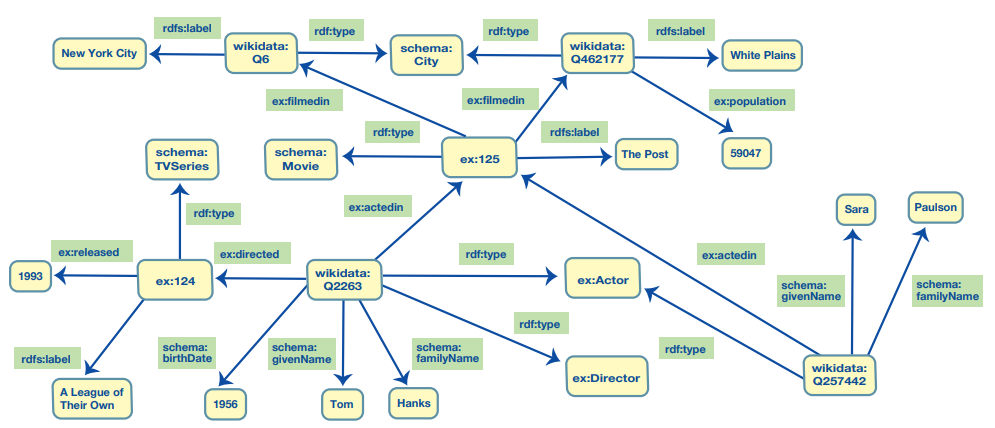 rdfs:label
rdf:type
rdf:type
rdfs:label
New York City
wikidata:
Q6
schema:
City
wikidata:
Q462177
White Plains
ex:filmedin
ex:filmedin
ex:population
rdf:type
rdfs:label
schema:
TVSeries
schema:
Movie
ex:125
The Post
59047
rdf:type
ex:actedin
Sara
Paulson
ex:released
ex:directed
rdf:type
ex:actedin
1993
ex:124
wikidata:
Q2263
ex:Actor
schema:
givenName
schema:
familyName
rdf:type
rdfs:label
schema:
birthDate
schema:
givenName
schema:
familyName
rdf:type
A League of
Their Own
1956
Tom
Hanks
ex:Director
wikidata:
Q257442